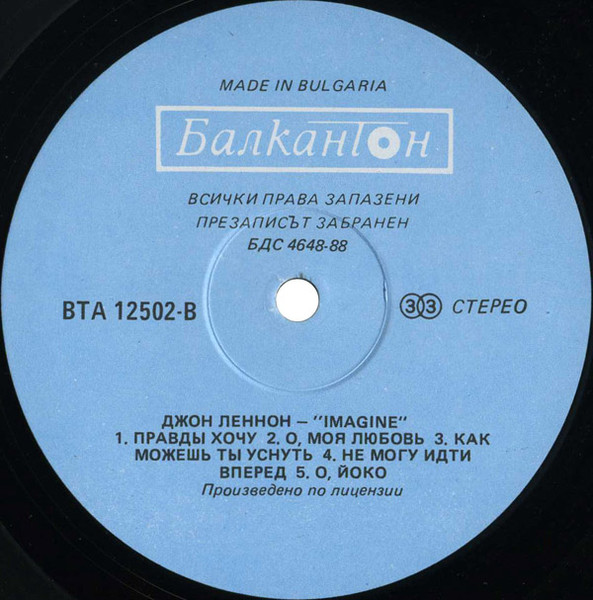 MADE IN BULGARIA
Балкантон
ВСИЧКИ ПРАВА ЗАПАЗЕНИ
ПРЕЗАПИСЪТ ЗАБРАНЕН
БДС 4648-88
ВТА 12502-В
33 СТЕРЕО
ДЖОН ЛЕННОН – "IMAGINE"
1. ПРАВДЫ ХОЧУ 2. О, МОЯ ЛЮБОВЬ 3. КАК
МОЖЕШЬ ТЫ УСНУТЬ 4. НЕ МОГУ ИДТИ
ВПЕРЕД 5. О, ЙОКО
Произведено по лицензии